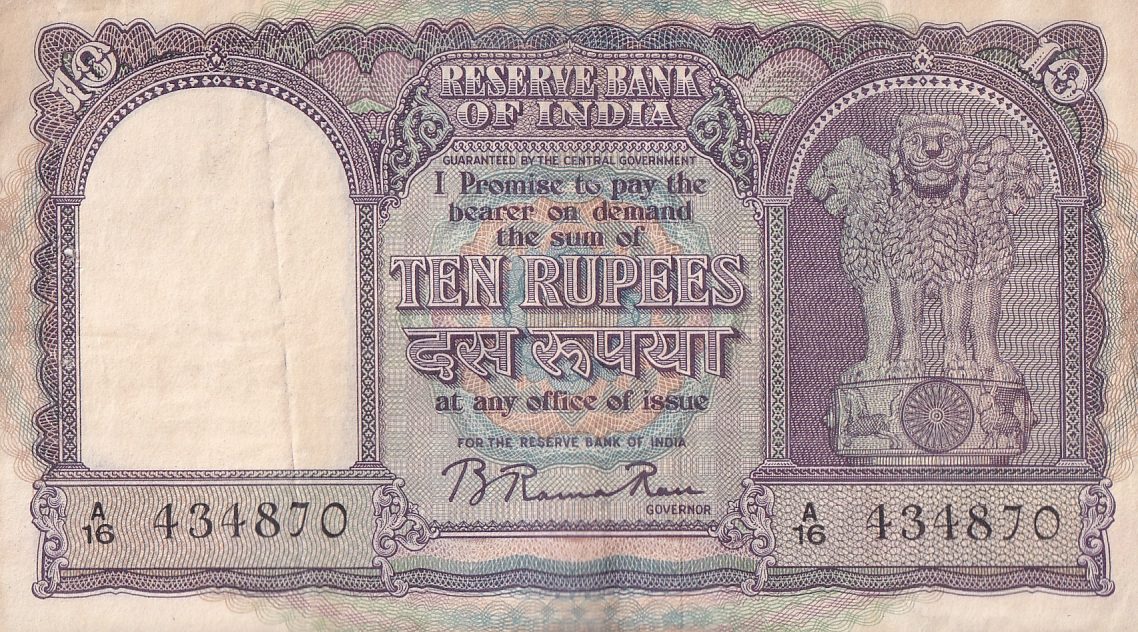 10
10
RESERVE BANK
OF INDIA
GUARANTEED BY THE CENTRAL GOVERNMENT
I Promise to pay the
bearer on demand
the sum of
TEN RUPEES
दस रूपया
at any office of issue
FOR THE RESERVE BANK OF INDIA
B Rama Rau
GOVERNOR
A/16 434870
A/16 434870